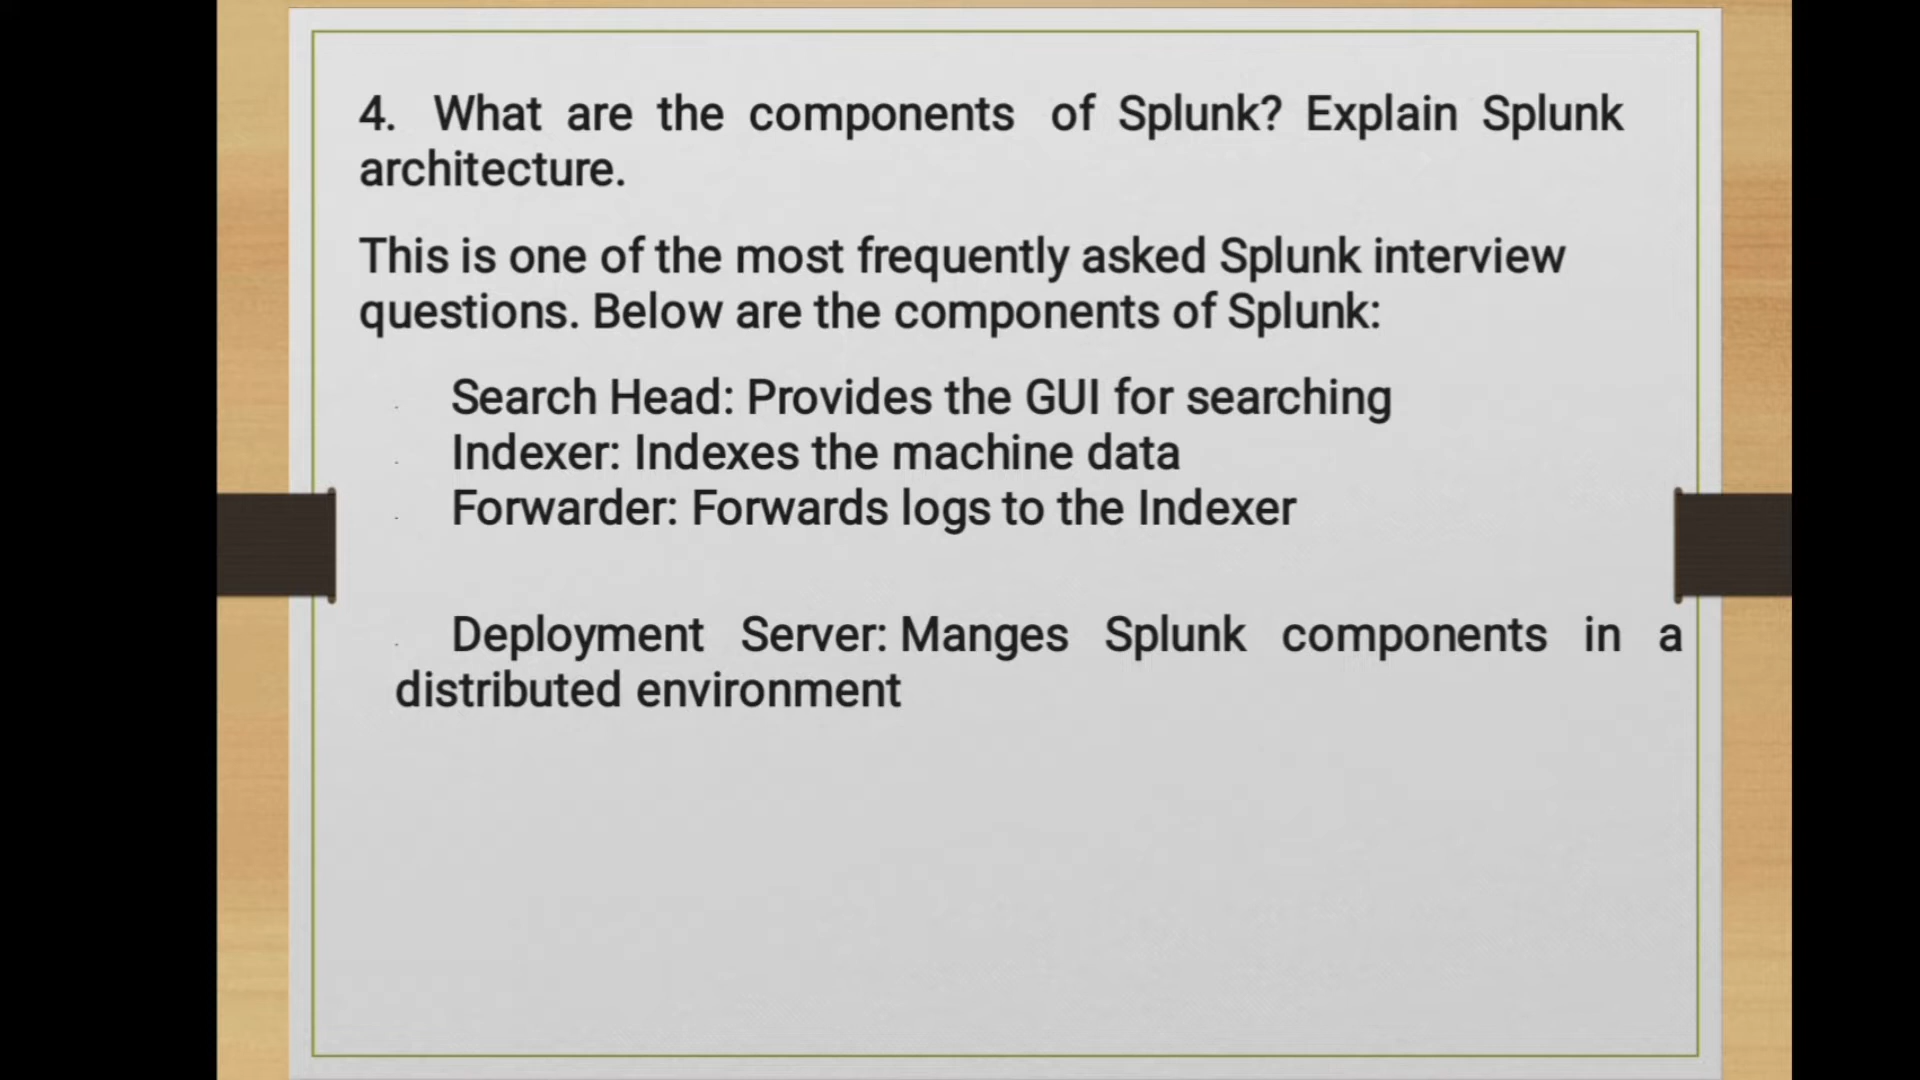 4. What are the components of Splunk? Explain Splunk
architecture.
This is one of the most frequently asked Splunk interview
questions. Below are the components of Splunk:
Search Head: Provides the GUI for searching
Indexer: Indexes the machine data
Forwarder: Forwards logs to the Indexer
Deployment Server: Manges Splunk components in a
distributed environment